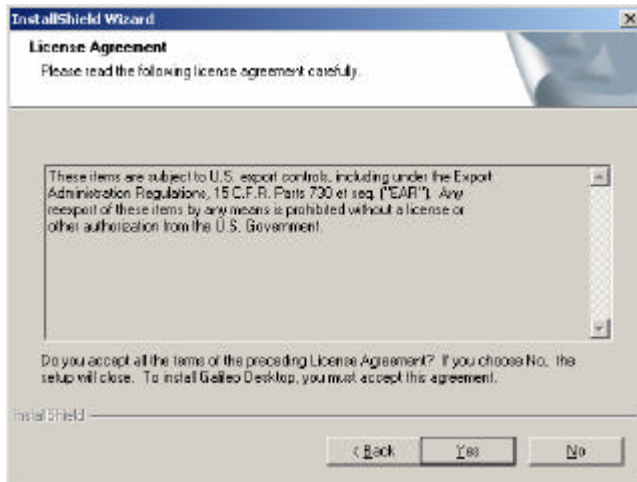 InstallShield Wizard
License Agreement
Please read the following license agreement carefully.
These items are subject to U.S. export controls, including under the Export
Administration Regulations, 15 C.F.R. Parts 730 et seq. ("EAR"). Any
reexport of these items by any means is prohibited without a license or
other authorization from the U.S. Government.
Do you accept all the terms of the preceding License Agreement? If you choose No, the
setup will close. To install Galileo Desktop, you must accept this agreement.
InstallShield
< Back
Yes
No